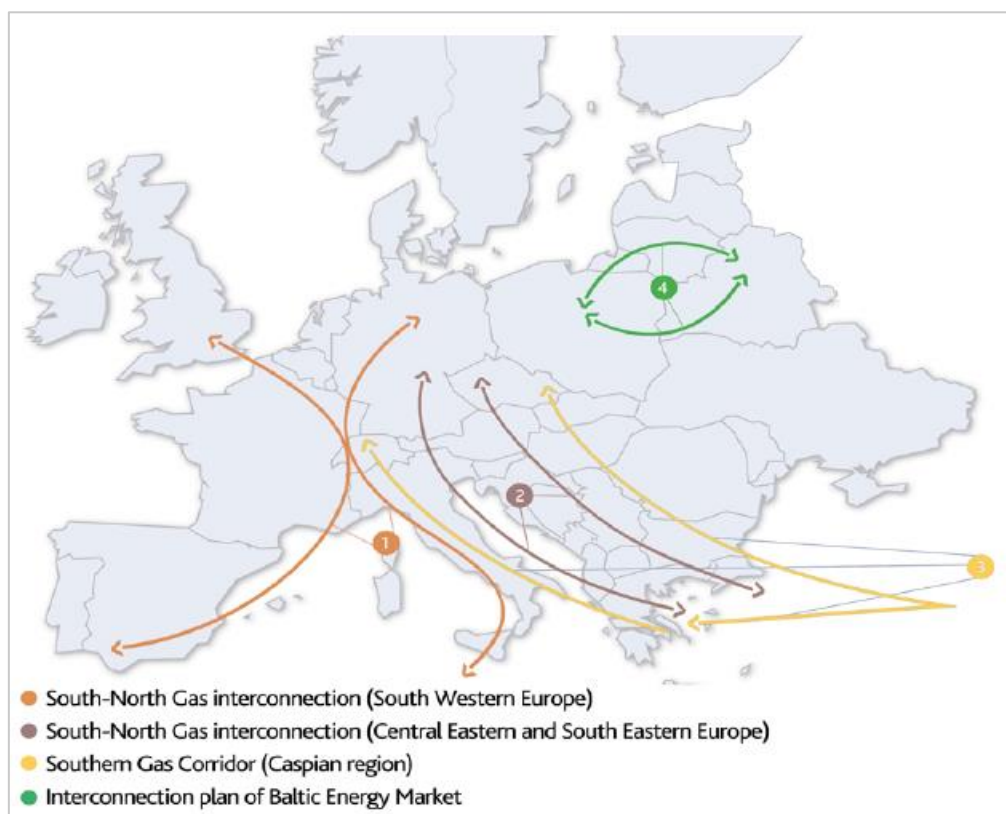 4
2
1
3
South-North Gas interconnection (South Western Europe)
South-North Gas interconnection (Central Eastern and South Eastern Europe)
Southern Gas Corridor (Caspian region)
Interconnection plan of Baltic Energy Market